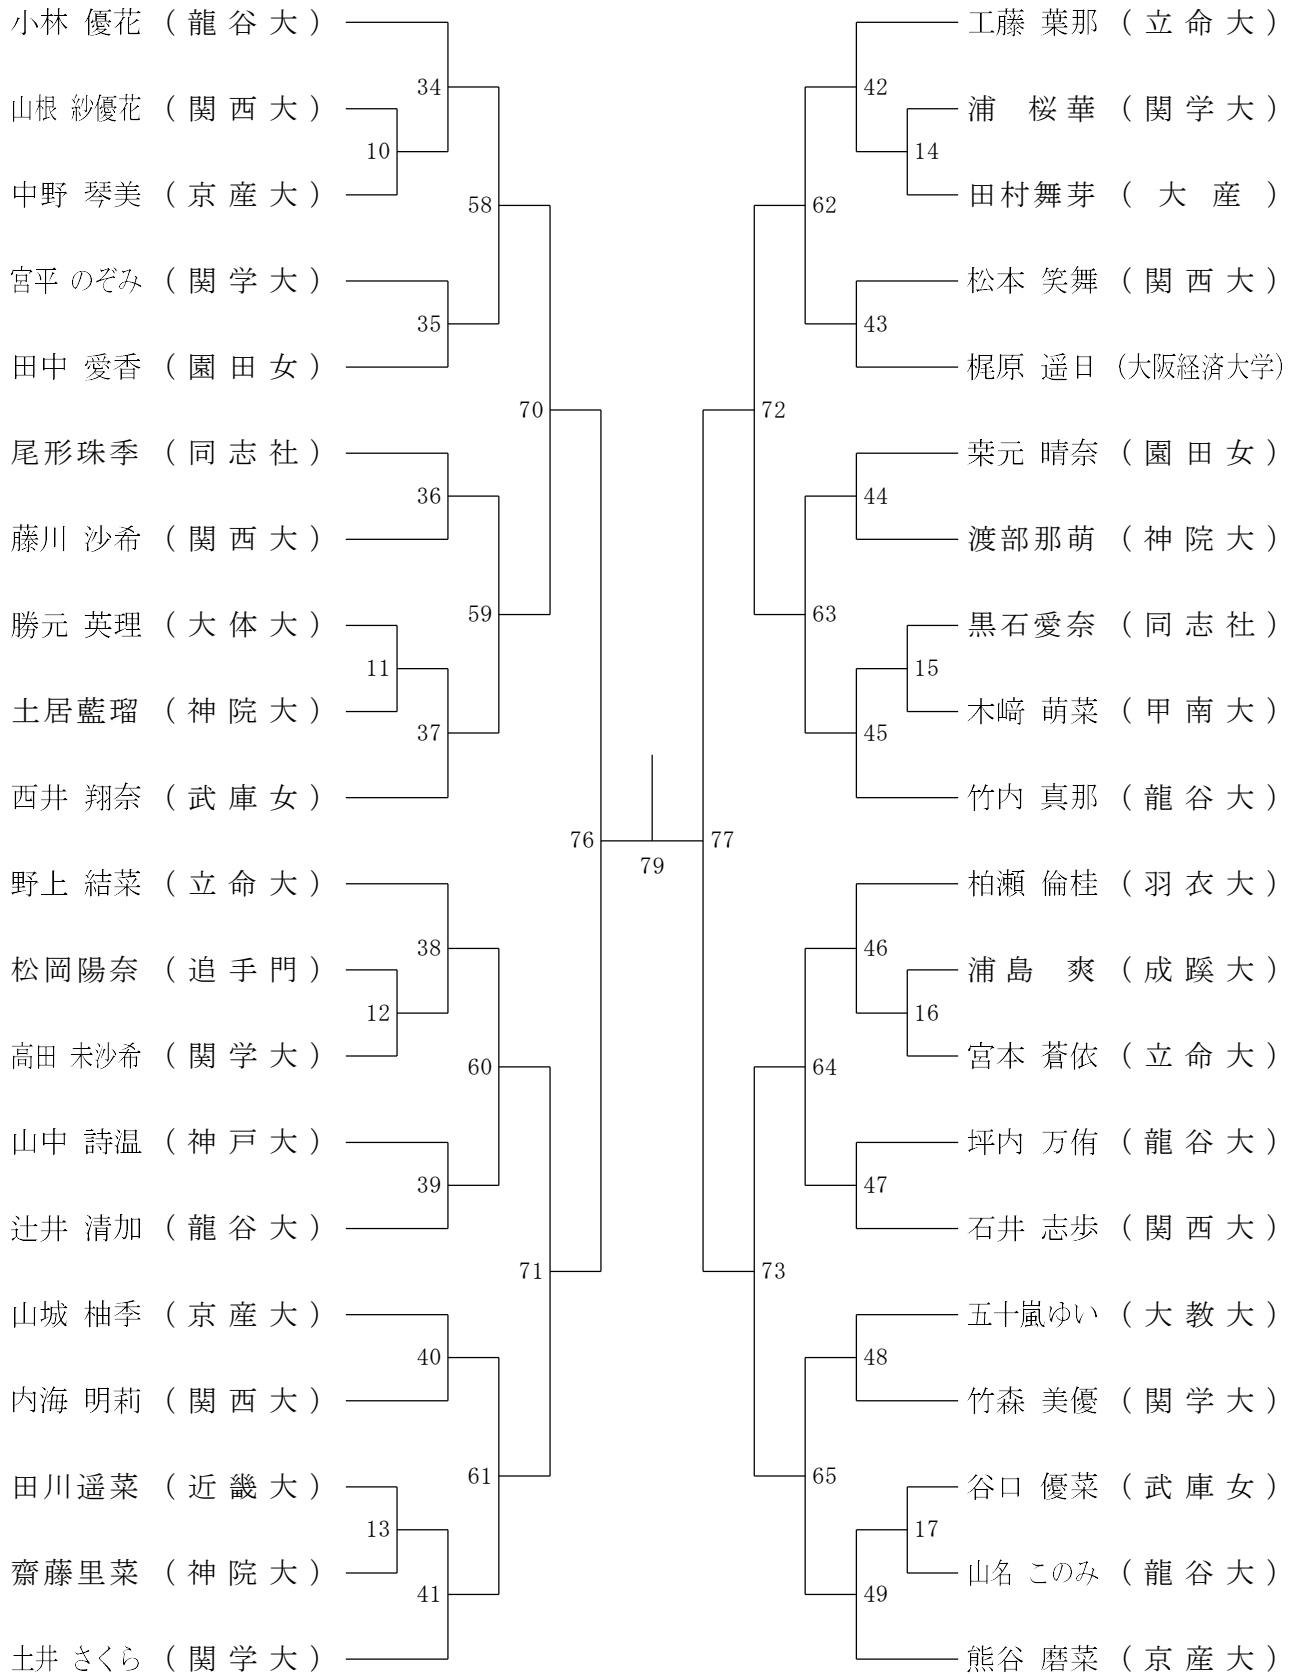 小林 優花 （ 龍 谷 大 ）
34
山根 紗優花 （ 関 西 大 ）
10
中野 琴美 （ 京 産 大 ）
58
宮平 のぞみ （ 関 学 大 ）
35
田中 愛香 （ 園 田 女 ）
70
尾形珠季 （ 同 志 社 ）
36
藤川 沙希 （ 関 西 大 ）
59
勝元 英理 （ 大 体 大 ）
11
土居藍瑠 （ 神 院 大 ）
37
西井 翔奈 （ 武 庫 女 ）
76
野上 結菜 （ 立 命 大 ）
38
松岡陽奈 （ 追 手 門 ）
12
高田 未沙希 （ 関 学 大 ）
60
山中 詩温 （ 神 戸 大 ）
39
辻井 清加 （ 龍 谷 大 ）
71
山城 柚季 （ 京 産 大 ）
40
内海 明莉 （ 関 西 大 ）
61
田川遥菜 （ 近 畿 大 ）
13
齋藤里菜 （ 神 院 大 ）
41
土井 さくら （ 関 学 大 ）
79
工藤 葉那 （ 立 命 大 ）
42
浦　桜華 （ 関 学 大 ）
14
田村舞芽 （ 大 産 ）
62
松本 笑舞 （ 関 西 大 ）
43
梶原 遥日 （大阪経済大学）
72
桒元 晴奈 （ 園 田 女 ）
44
渡部那萌 （ 神 院 大 ）
63
黒石愛奈 （ 同 志 社 ）
15
木﨑 萌菜 （ 甲 南 大 ）
45
竹内 真那 （ 龍 谷 大 ）
77
柏瀬 倫桂 （ 羽 衣 大 ）
46
浦島　爽 （ 成 蹊 大 ）
16
宮本 蒼依 （ 立 命 大 ）
64
坪内 万侑 （ 龍 谷 大 ）
47
石井 志歩 （ 関 西 大 ）
73
五十嵐ゆい （ 大 教 大 ）
48
竹森 美優 （ 関 学 大 ）
65
谷口 優菜 （ 武 庫 女 ）
17
山名 このみ （ 龍 谷 大 ）
49
熊谷 磨菜 （ 京 産 大 ）